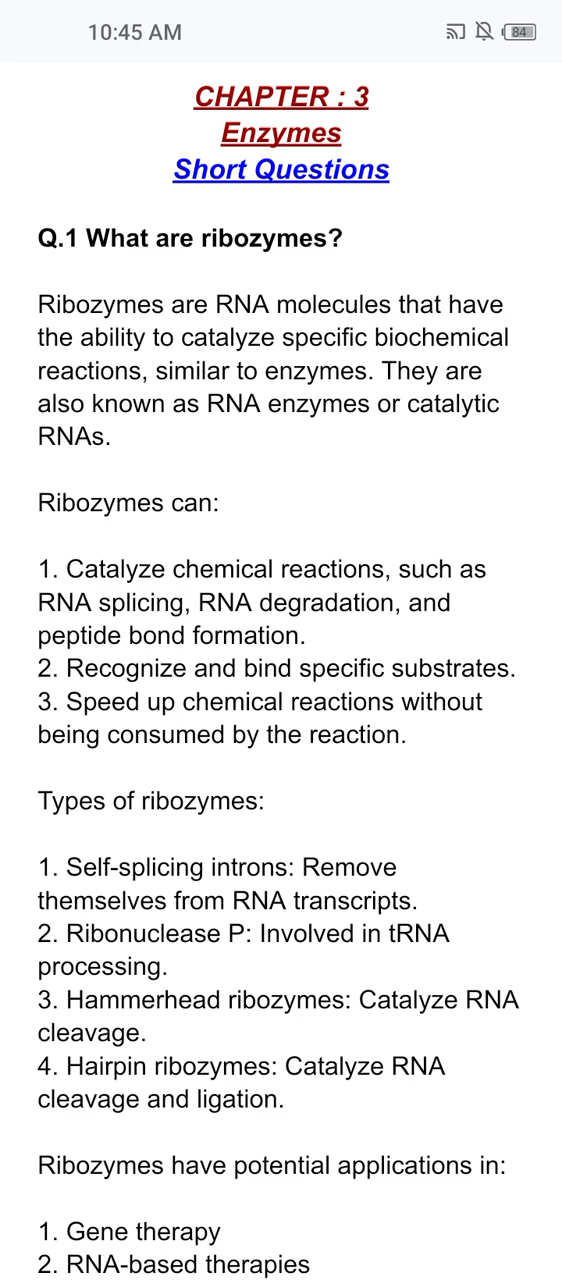 10:45 AM
84
CHAPTER : 3
Enzymes
Short Questions
Q.1 What are ribozymes?
Ribozymes are RNA molecules that have
the ability to catalyze specific biochemical
reactions, similar to enzymes. They are
also known as RNA enzymes or catalytic
RNAs.
Ribozymes can:
1. Catalyze chemical reactions, such as
RNA splicing, RNA degradation, and
peptide bond formation.
2. Recognize and bind specific substrates.
3. Speed up chemical reactions without
being consumed by the reaction.
Types of ribozymes:
1. Self-splicing introns: Remove
themselves from RNA transcripts.
2. Ribonuclease P: Involved in tRNA
processing.
3. Hammerhead ribozymes: Catalyze RNA
cleavage.
4. Hairpin ribozymes: Catalyze RNA
cleavage and ligation.
Ribozymes have potential applications in:
1. Gene therapy
2. RNA-based therapies